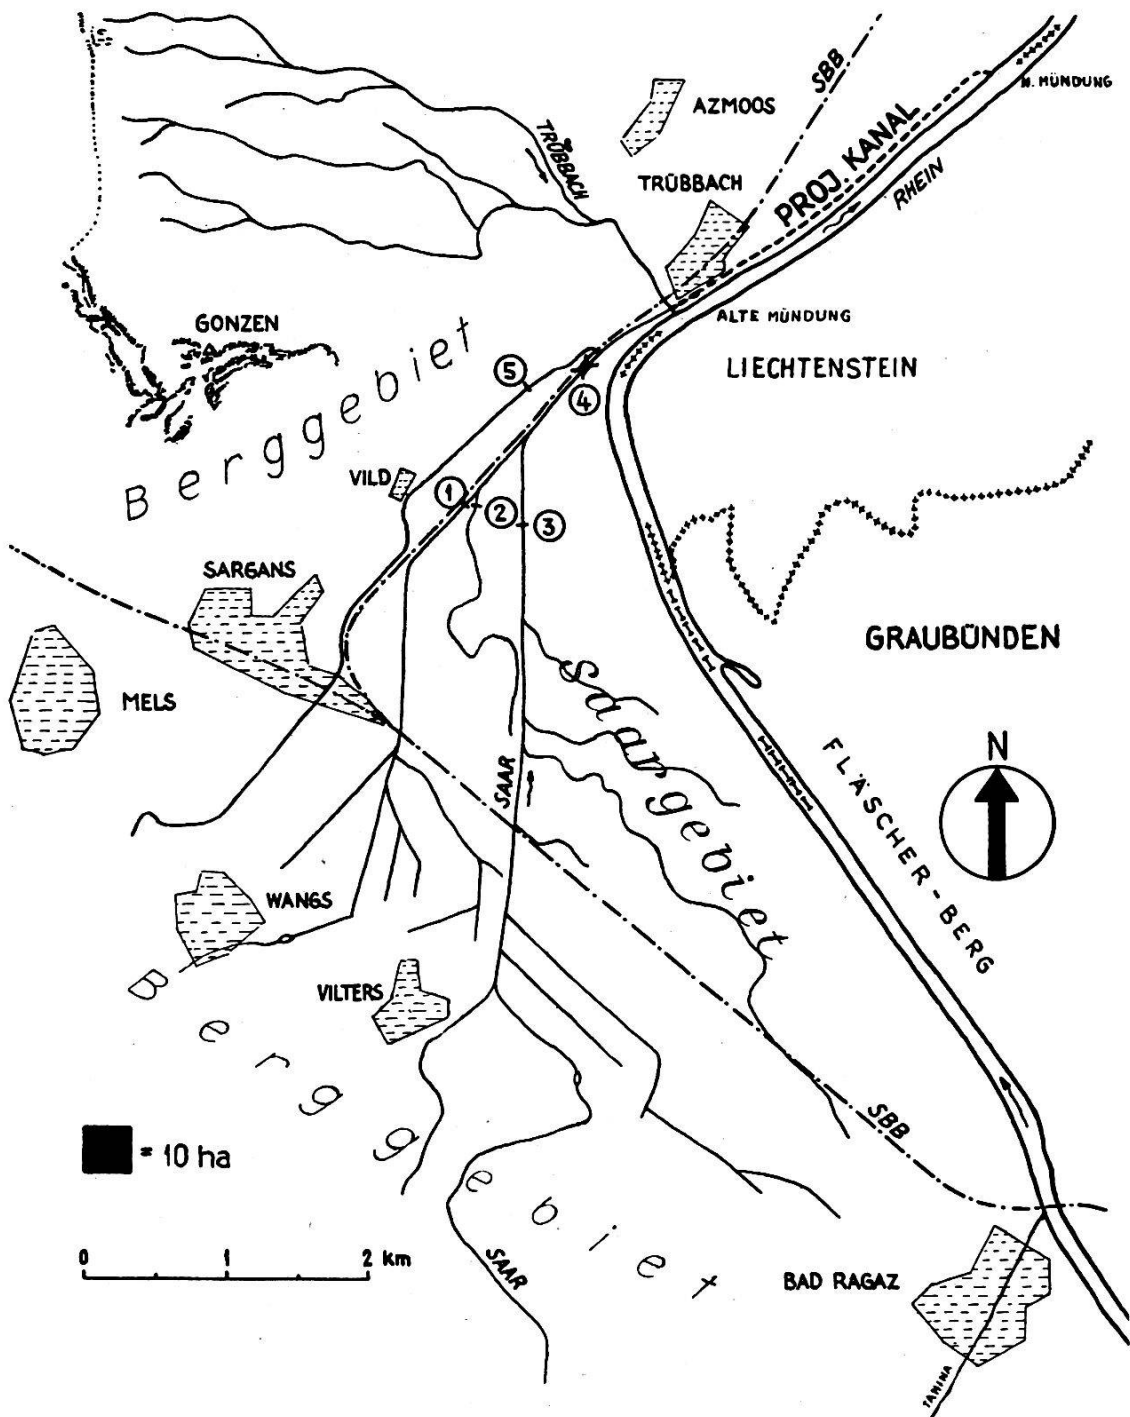 SBB
AZMOOS
N. MÜNDUNG
TRÜBBACH
TRÜBBACH
PROJ. KANAL
RHEIN
GONZEN
ALTE MÜNDUNG
LIECHTENSTEIN
Berggebiet
5
4
VILD
1
2
3
SARGANS
GRAUBÜNDEN
MELS
Saargebiet
N
SAAR
FLÄSCHER-BERG
WANGS
VILTERS
Berggebiet
SBB
= 10 ha
0 1 2 km
SAAR
BAD RAGAZ
TAMINA